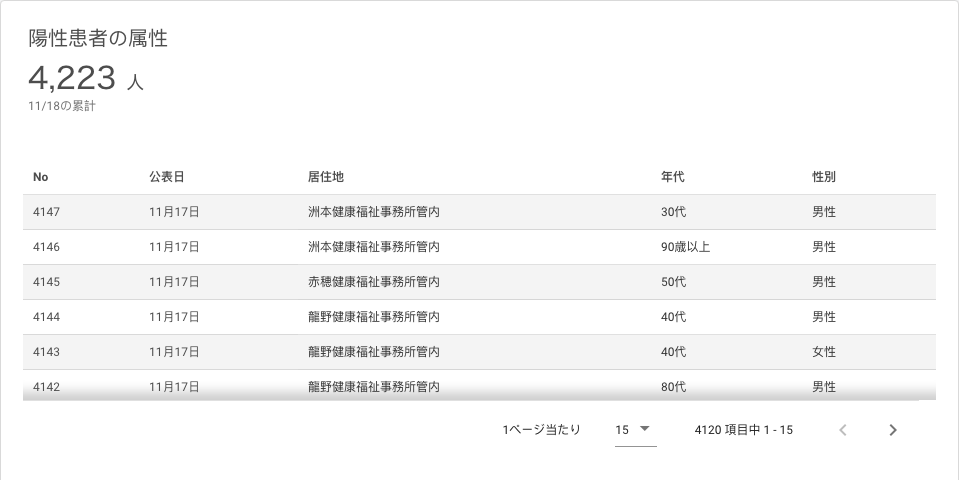 陽性患者の属性
4,223 人
11/18の累計
No 公表日 居住地 年代 性別
4147 11月17日 洲本健康福祉事務所管内 30代 男性
4146 11月17日 洲本健康福祉事務所管内 90歳以上 男性
4145 11月17日 赤穂健康福祉事務所管内 50代 男性
4144 11月17日 龍野健康福祉事務所管内 40代 男性
4143 11月17日 龍野健康福祉事務所管内 40代 女性
4142 11月17日 龍野健康福祉事務所管内 80代 男性
1ページ当たり 15 4120 項目中 1 - 15